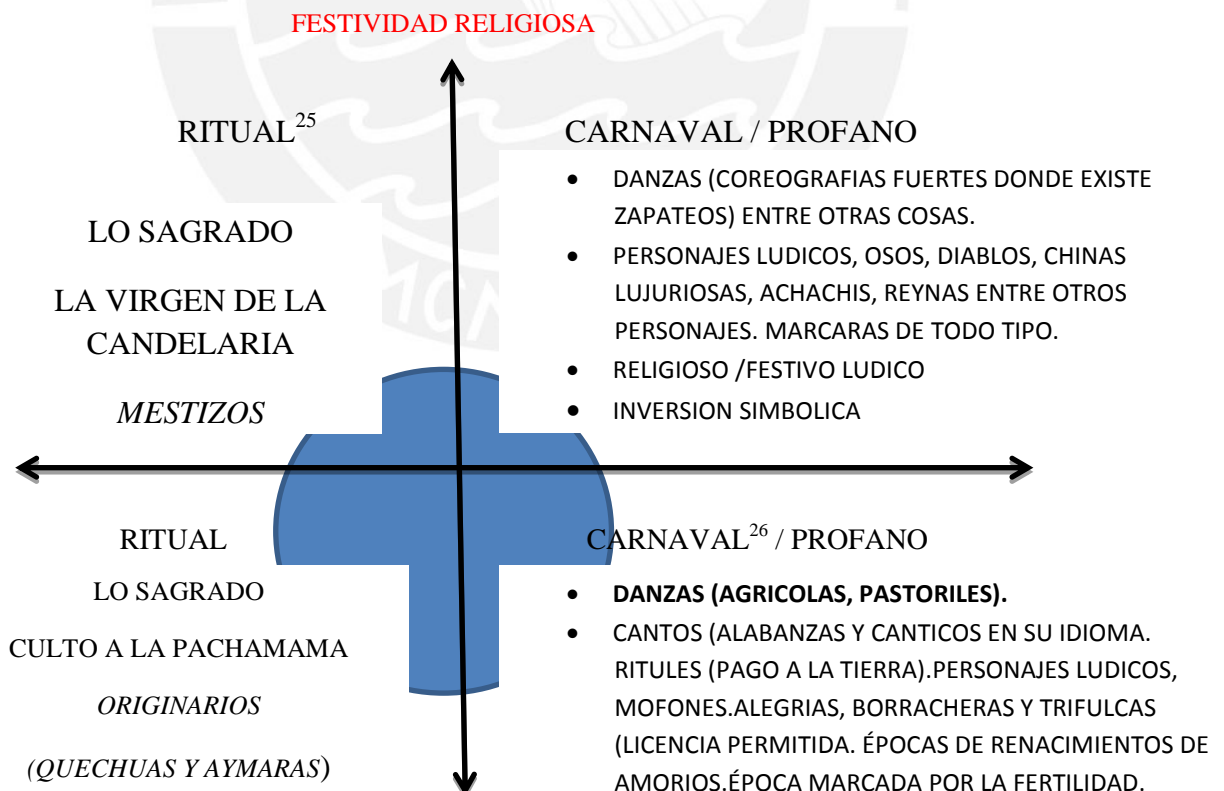 FESTIVIDAD RELIGIOSA
RITUAL25
LO SAGRADO
LA VIRGEN DE LA
CANDELARIA
MESTIZOS
CARNAVAL / PROFANO
• DANZAS (COREOGRAFIAS FUERTES DONDE EXISTE
ZAPATEOS) ENTRE OTRAS COSAS.
• PERSONAJES LUDICOS, OSOS, DIABLOS, CHINAS
LUJURIOSAS, ACHACHIS, REYNAS ENTRE OTROS
PERSONAJES. MARCARAS DE TODO TIPO.
• RELIGIOSO /FESTIVO LUDICO
• INVERSION SIMBOLICA
RITUAL
LO SAGRADO
CULTO A LA PACHAMAMA
ORIGINARIOS
(QUECHUAS Y AYMARAS)
CARNAVAL26 / PROFANO
• DANZAS (AGRICOLAS, PASTORILES).
• CANTOS (ALABANZAS Y CANTICOS EN SU IDIOMA.
RITULES (PAGO A LA TIERRA).PERSONAJES LUDICOS,
MOFONES.ALEGRIAS, BORRACHERAS Y TRIFULCAS
(LICENCIA PERMITIDA. ÉPOCAS DE RENACIMIENTOS DE
AMORIOS.ÉPOCA MARCADA POR LA FERTILIDAD.